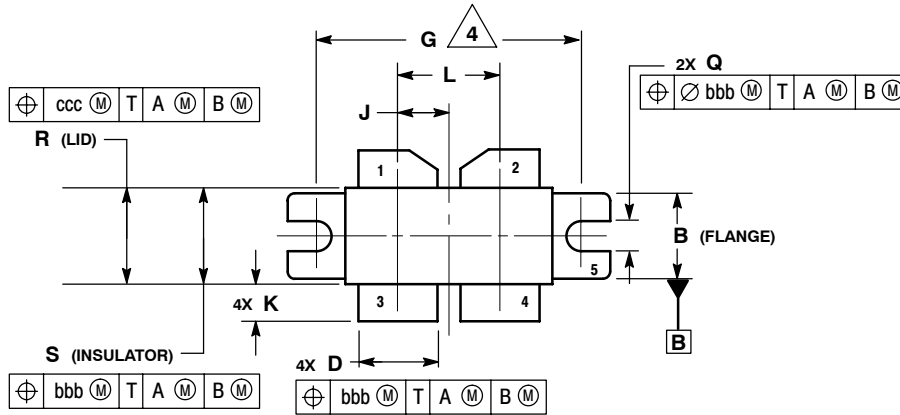 G 4
L
2X Q
⌖ ccc Ⓜ T A Ⓜ B Ⓜ
⌖ ∅ bbb Ⓜ T A Ⓜ B Ⓜ
J
R (LID)
1 2
B (FLANGE)
5
4X K
3 4
B
S (INSULATOR)
4X D
⌖ bbb Ⓜ T A Ⓜ B Ⓜ
⌖ bbb Ⓜ T A Ⓜ B Ⓜ